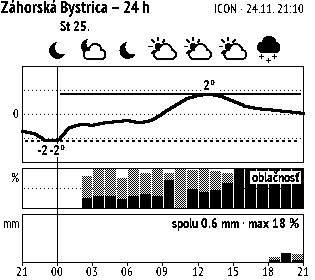 Záhorská Bystrica – 24 h
ICON · 24.11. 21:10
St 25.
2°
0
-2 -2°
%
oblačnosť
mm
spolu 0.6 mm · max 18 %
21 00 03 06 09 12 15 18 21